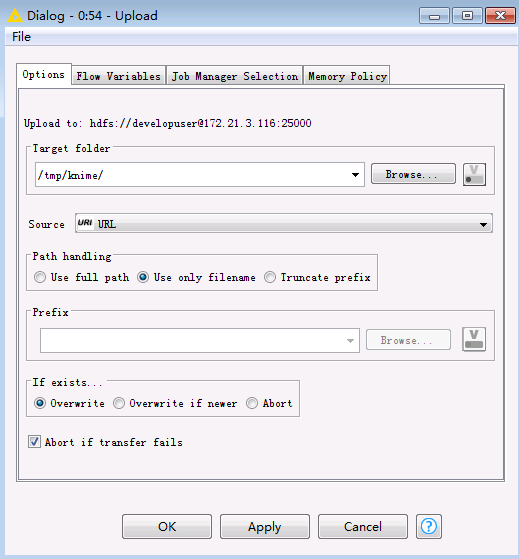 Dialog - 0:54 - Upload
File
Options Flow Variables Job Manager Selection Memory Policy
Upload to: hdfs://developuser@172.21.3.116:25000
Target folder
/tmp/knime/ Browse... V
Source URI URL
Path handling
Use full path Use only filename Truncate prefix
Prefix
Browse... V
If exists...
Overwrite Overwrite if newer Abort
Abort if transfer fails
OK Apply Cancel ?